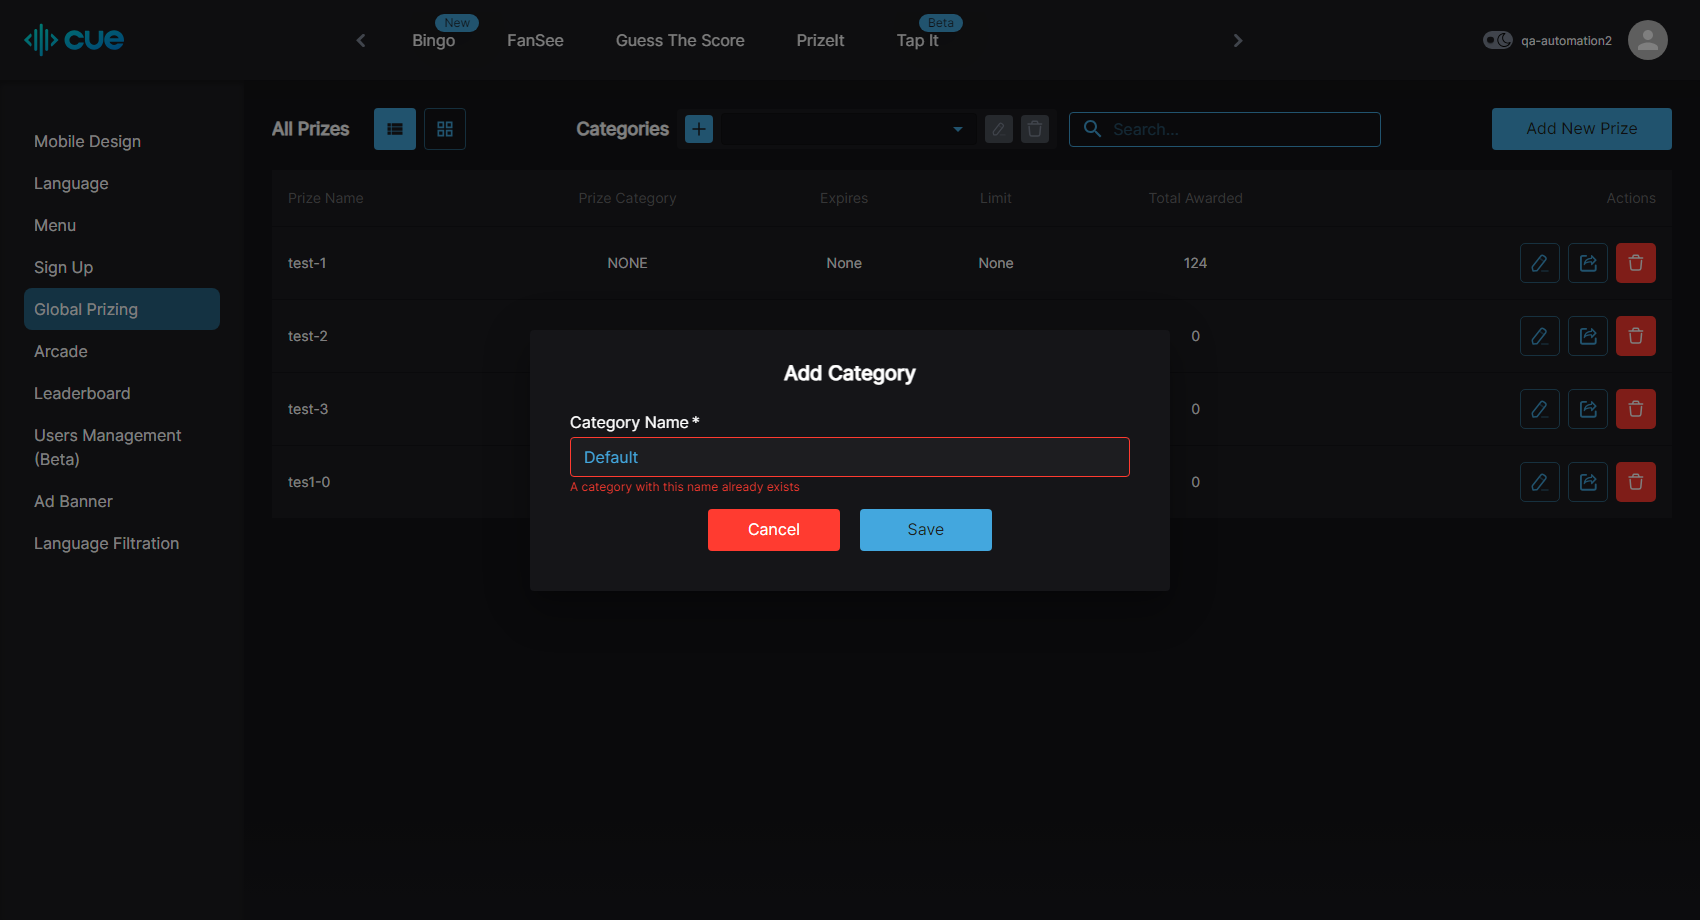 cue
New
Bingo
FanSee
Guess The Score
PrizeIt
Beta
Tap It
qa-automation2
Mobile Design
Language
Menu
Sign Up
Global Prizing
Arcade
Leaderboard
Users Management
(Beta)
Ad Banner
Language Filtration
All Prizes
Categories
Search...
Add New Prize
Prize Name Prize Category Expires Limit Total Awarded Actions
test-1 NONE None None 124
test-2 0
test-3 0
tes1-0 0
Add Category
Category Name *
Default
A category with this name already exists
Cancel
Save